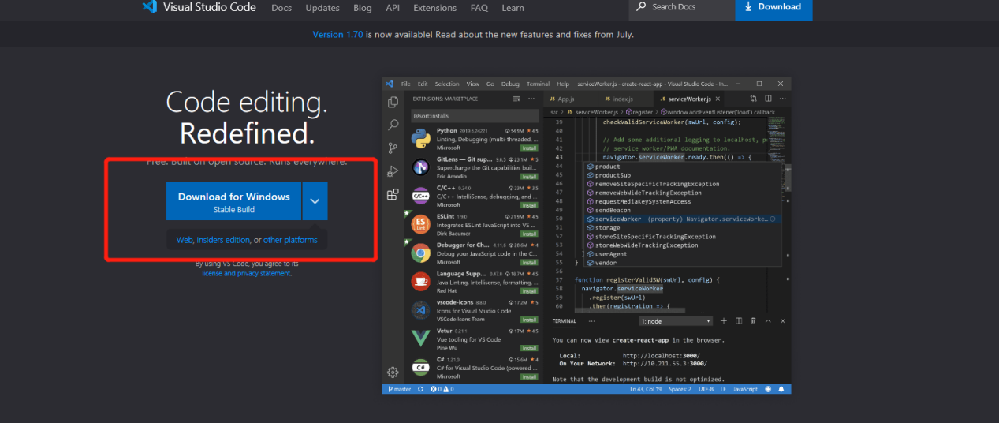 Visual Studio Code Docs Updates Blog API Extensions FAQ Learn Search Docs Download
Version 1.70 is now available! Read about the new features and fixes from July.
Code editing.
Redefined.
Free. Built on open source. Runs everywhere.
Download for Windows
Stable Build
Web, Insiders edition, or other platforms
By using VS Code, you agree to its
license and privacy statement.
File Edit Selection View Go Debug Terminal Help serviceWorker.js - create-react-app - Visual Studio Code - In...
EXTENSIONS: MARKETPLACE
@sort:installs
Python 2019.6.24221 54.9M 4.5
Linting, Debugging (multi-threaded, ...
Microsoft Install
GitLens — Git sup... 9.8.5 23.1M 5
Supercharge the Git capabilities buil...
Eric Amodio Install
C/C++ 0.24.0 23M 3.5
C/C++ IntelliSense, debugging, and ...
Microsoft Install
ESLint 1.9.0 21.9M 4.5
Integrates ESLint JavaScript into VS ...
Dirk Baeumer Install
Debugger for Ch... 4.11.6 20.6M 4
Debug your JavaScript code in the C...
Microsoft Install
Language Supp... 0.47.0 18.7M 4.5
Java Linting, Intellisense, formatting, ...
Red Hat Install
vscode-icons 8.8.0 17.2M 5
Icons for Visual Studio Code
VSCode Icons Team Install
Vetur 0.21.1 17M 4.5
Vue tooling for VS Code
Pine Wu Install
C# 1.21.0 15.6M 4
C# for Visual Studio Code (powered ...
Microsoft Install
JS App.js JS index.js JS serviceWorker.js
src > JS serviceWorker.js > register > window.addEventListener('load') callback
39 checkValidServiceWorker(swUrl, config);
40
41 // Add some additional logging to localhost, p
42 // service worker/PWA documentation.
43 navigator.serviceWorker.ready.then(() => {
44 product
45 productSub
46 removeSiteSpecificTrackingException
47 removeWebWideTrackingException
48 requestMediaKeySystemAccess
49 sendBeacon
50 serviceWorker (property) Navigator.serviceWorke...
51 storage
52 storeSiteSpecificTrackingException
53 storeWebWideTrackingException
54 } userAgent
55 } vendor
56
57 function registerValidSW(swUrl, config) {
58 navigator.serviceWorker
59 .register(swUrl)
60 .then(registration => {
TERMINAL ... 1: node
You can now view create-react-app in the browser.
Local: http://localhost:3000/
On Your Network: http://10.211.55.3:3000/
Note that the development build is not optimized.
master 0 0 Ln 43, Col 19 Spaces: 2 UTF-8 LF JavaScript